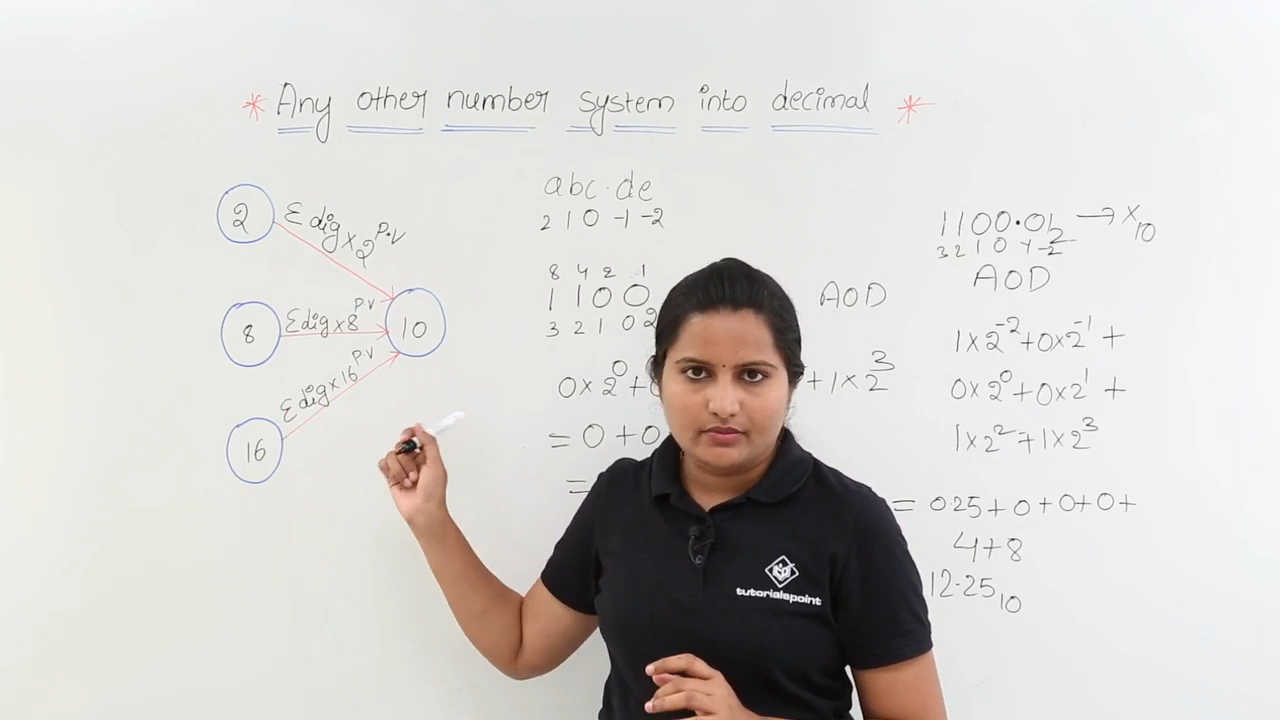 * Any other number system into decimal *
2
Σ dig × 2^P.V
8
Σ dig × 8^P.V
16
Σ dig × 16^P.V
10
abc.de
2 1 0 -1 -2
8 4 2 1
1 1 0 0
3 2 1 0 2
AOD
0 × 2^0 +
+ 1 × 2^3
= 0 + 0
=
1100.01_2 → X_10
3 2 1 0 -1 -2
AOD
1 × 2^-2 + 0 × 2^-1 +
0 × 2^0 + 0 × 2^1 +
1 × 2^2 + 1 × 2^3
= 0.25 + 0 + 0 + 0 +
4 + 8
12.25_10
tutorialspoint